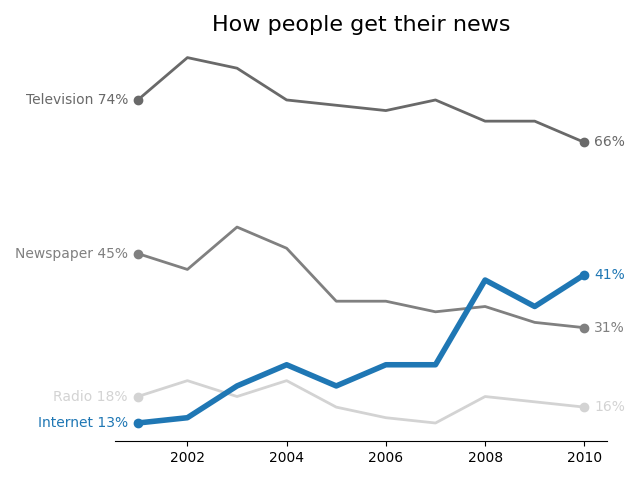 How people get their news
Television 74%
66%
Newspaper 45%
41%
31%
Radio 18%
16%
Internet 13%
2002 2004 2006 2008 2010